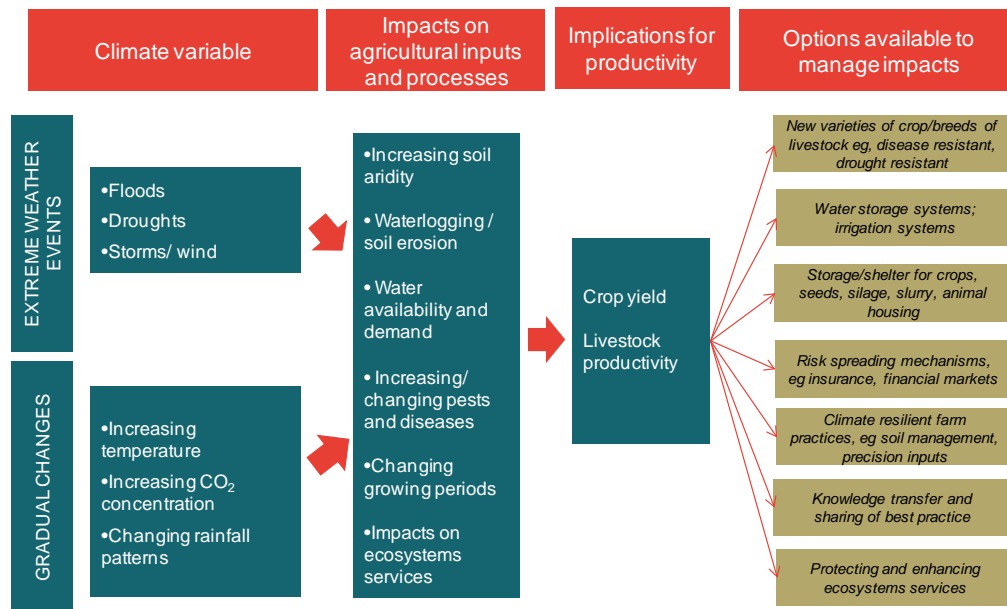 Climate variable
Impacts on
agricultural inputs
and processes
Implications for
productivity
Options available to
manage impacts
EXTREME WEATHER
EVENTS
•Floods
•Droughts
•Storms/ wind
GRADUAL CHANGES
•Increasing
temperature
•Increasing CO₂
concentration
•Changing rainfall
patterns
•Increasing soil
aridity
•Waterlogging /
soil erosion
•Water
availability and
demand
•Increasing/
changing pests
and diseases
•Changing
growing periods
•Impacts on
ecosystems
services
Crop yield
Livestock
productivity
New varieties of crop/breeds of
livestock eg, disease resistant,
drought resistant
Water storage systems;
irrigation systems
Storage/shelter for crops,
seeds, silage, slurry, animal
housing
Risk spreading mechanisms,
eg insurance, financial markets
Climate resilient farm
practices, eg soil management,
precision inputs
Knowledge transfer and
sharing of best practice
Protecting and enhancing
ecosystems services